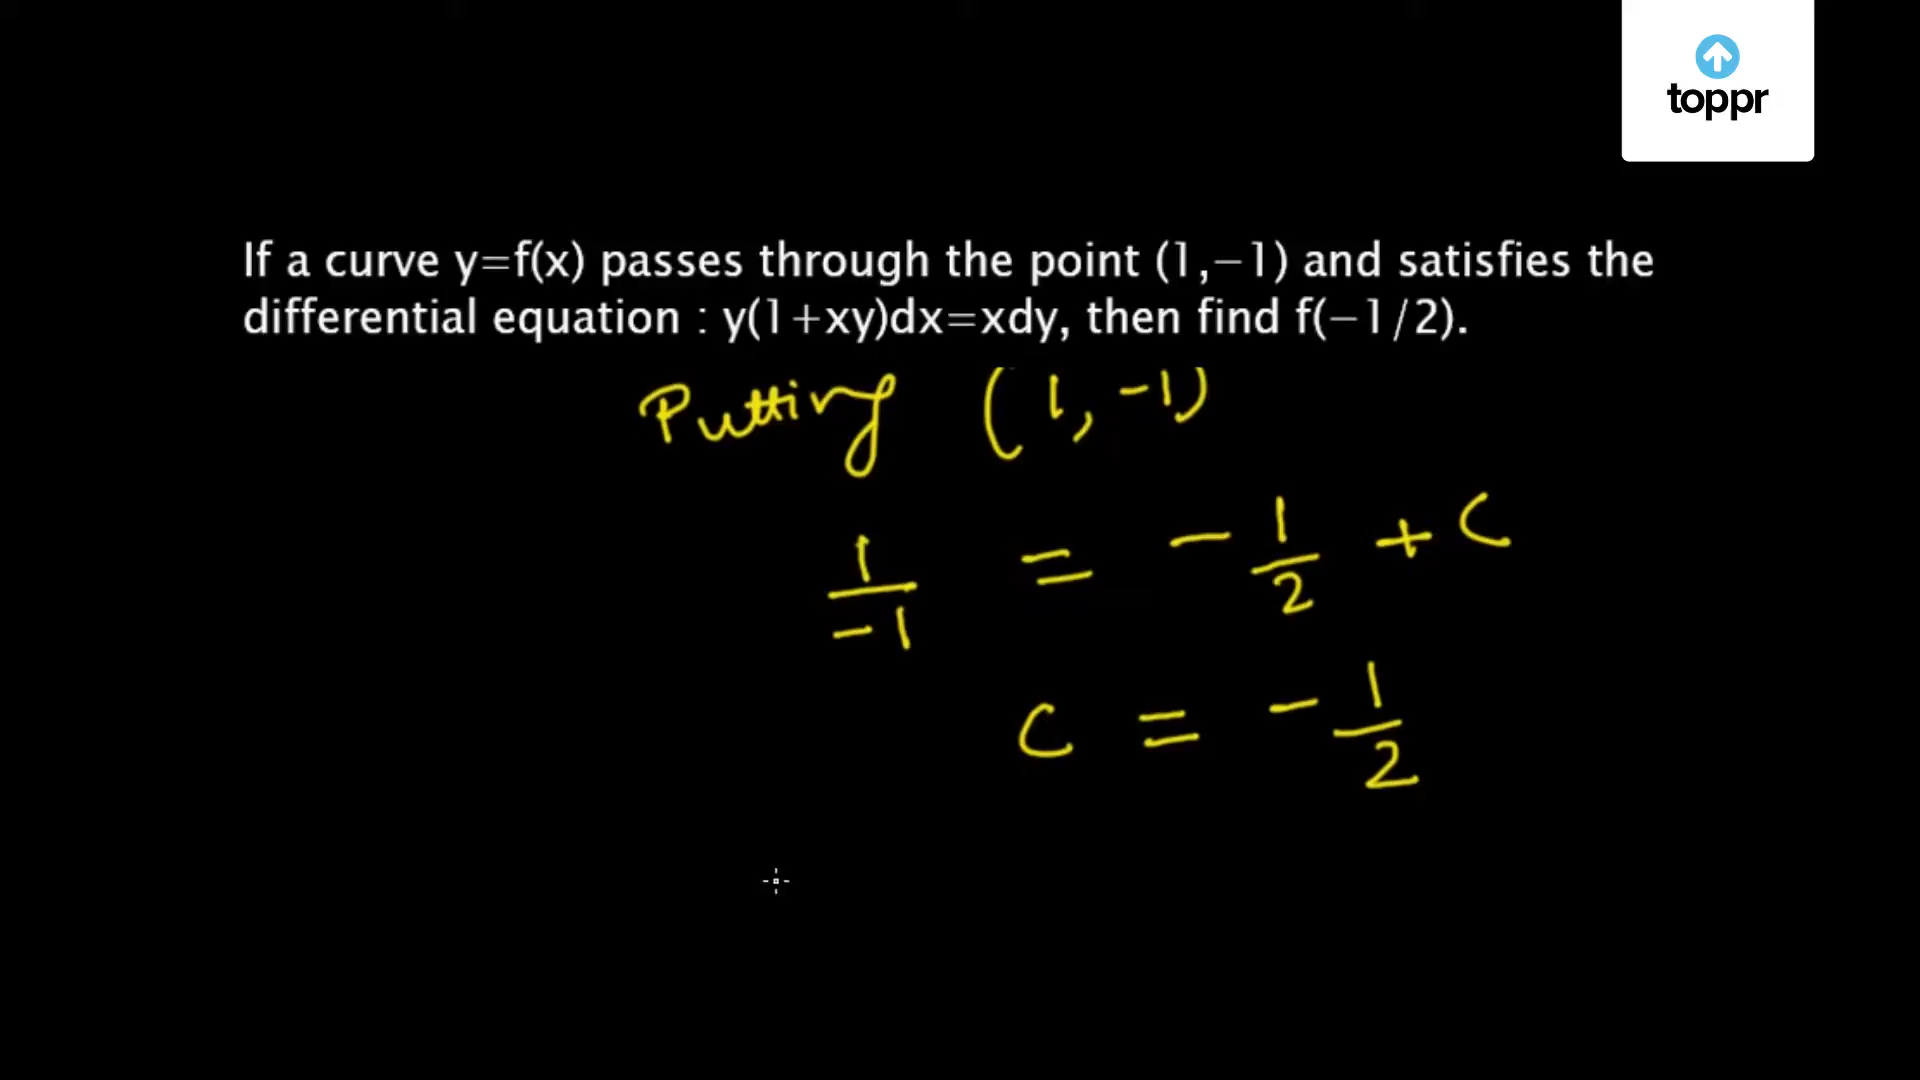 toppr
If a curve y=f(x) passes through the point (1,−1) and satisfies the
differential equation : y(1+xy)dx=xdy, then find f(−1/2).
Putting (1, -1)
1/-1 = - 1/2 + C
C = - 1/2